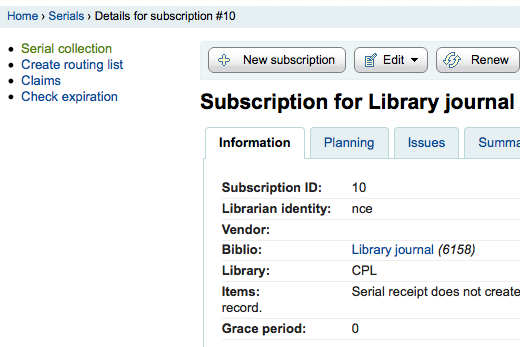 Home › Serials › Details for subscription #10
Serial collection
Create routing list
Claims
Check expiration
New subscription Edit Renew
Subscription for Library journal
Information Planning Issues Summa
Subscription ID: 10
Librarian identity: nce
Vendor:
Biblio: Library journal (6158)
Library: CPL
Items: Serial receipt does not create
record.
Grace period: 0